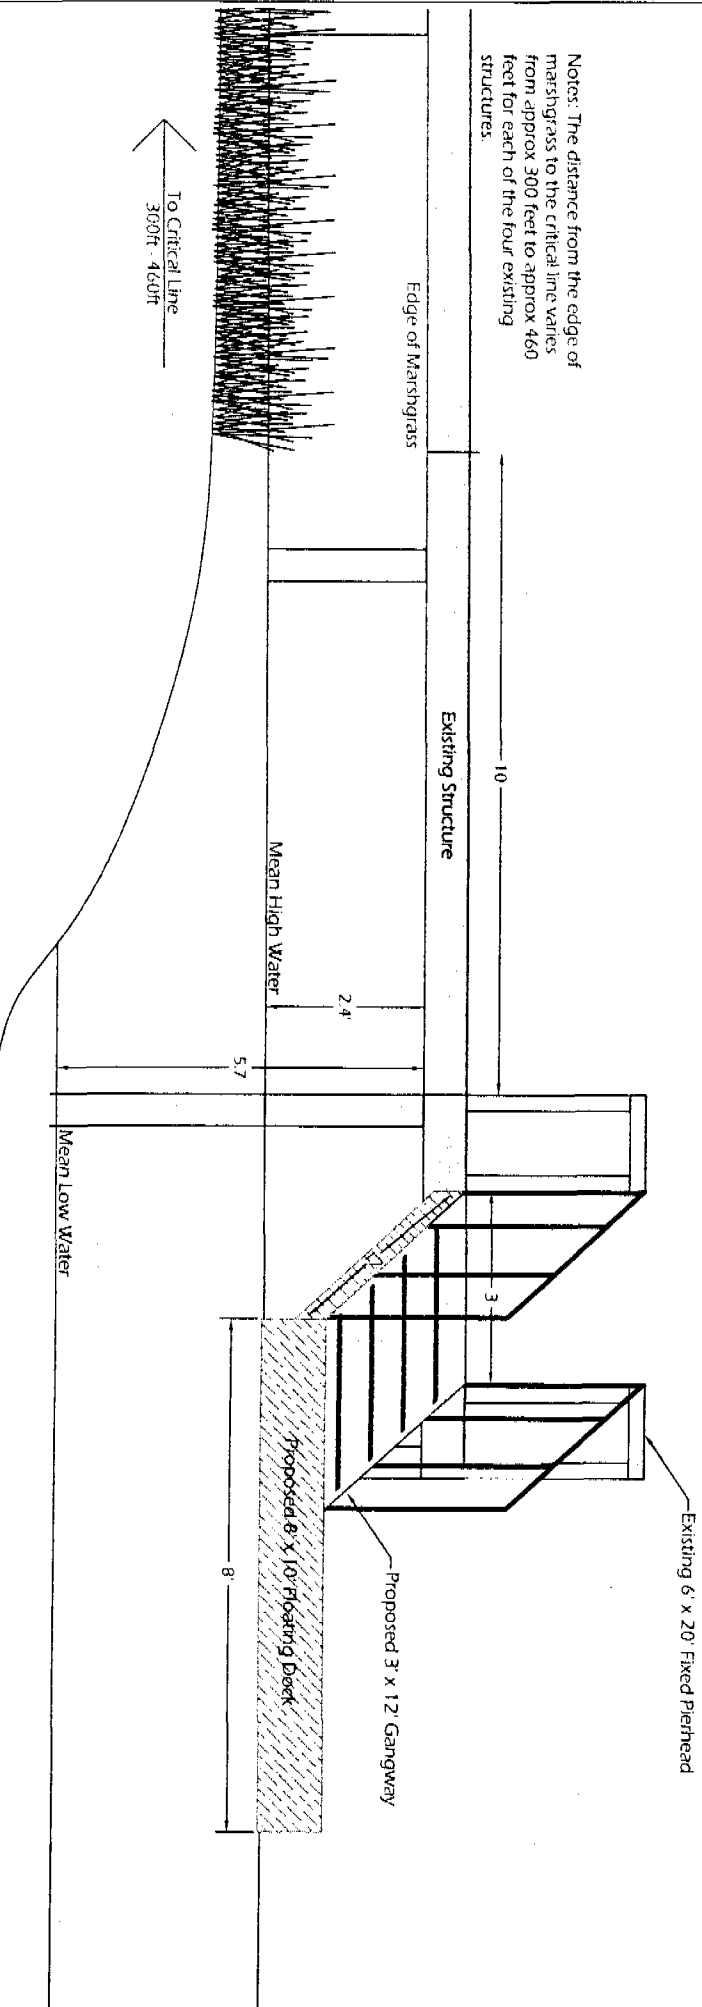 Notes: The distance from the edge of
marshgrass to the critical line varies
from approx 300 feet to approx 460
feet for each of the four existing
structures.
Existing 6' x 20' Fixed Pierhead
10
Edge of Marshgrass
Existing Structure
3
Proposed 3' x 12' Gangway
2.4'
Mean High Water
Proposed 8' x 10' Floating Dock
5.7
8'
To Critical Line
300ft - 460ft
Mean Low Water